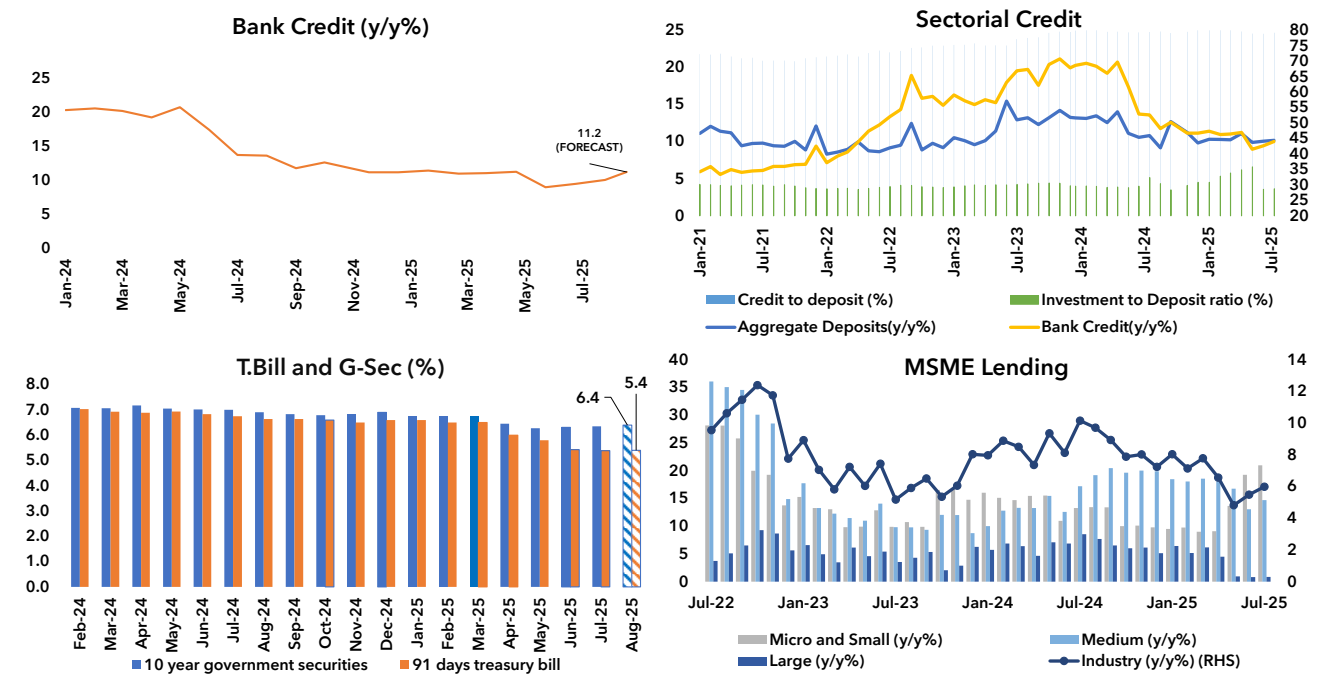 Bank Credit (y/y%)
25
20
15
10
5
0
11.2
(FORECAST)
Jan-24
Mar-24
May-24
Jul-24
Sep-24
Nov-24
Jan-25
Mar-25
May-25
Jul-25
Sectorial Credit
25
20
15
10
5
0
80
75
70
65
60
55
50
45
40
35
30
25
20
Jan-21
Jul-21
Jan-22
Jul-22
Jan-23
Jul-23
Jan-24
Jul-24
Jan-25
Jul-25
Credit to deposit (%)
Investment to Deposit ratio (%)
Aggregate Deposits(y/y%)
Bank Credit(y/y%)
T.Bill and G-Sec (%)
8.0
7.0
6.0
5.0
4.0
3.0
2.0
1.0
0.0
6.4
5.4
Feb-24
Mar-24
Apr-24
May-24
Jun-24
Jul-24
Aug-24
Sep-24
Oct-24
Nov-24
Dec-24
Jan-25
Feb-25
Mar-25
Apr-25
May-25
Jun-25
Jul-25
Aug-25
10 year government securities
91 days treasury bill
MSME Lending
40
35
30
25
20
15
10
5
0
14
12
10
8
6
4
2
0
Jul-22
Jan-23
Jul-23
Jan-24
Jul-24
Jan-25
Jul-25
Micro and Small (y/y%)
Medium (y/y%)
Large (y/y%)
Industry (y/y%) (RHS)